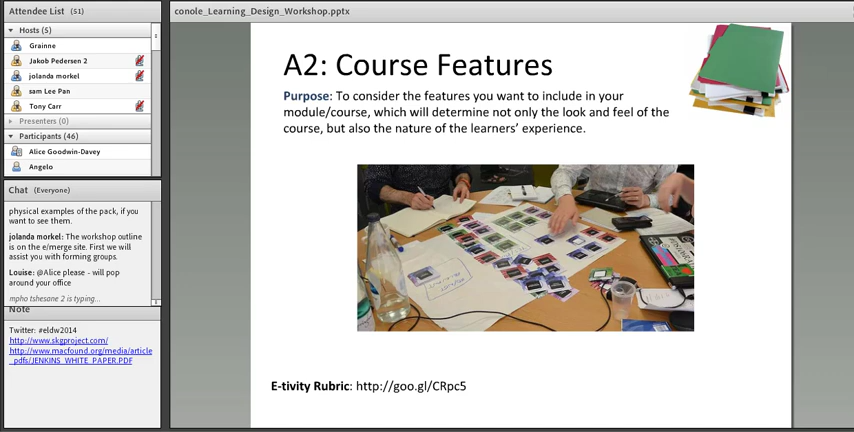 Attendee List (51)
Hosts (5)
Grainne
Jakob Pedersen 2
jolanda morkel
sam Lee Pan
Tony Carr
Presenters (0)
Participants (46)
Alice Goodwin-Davey
Angelo
Chat (Everyone)
physical examples of the pack, if you
want to see them.
jolanda morkel: The workshop outline
is on the e/merge site. First we will
assist you with forming groups.
Louise: @Alice please - will pop
around your office
mpho tshesane 2 is typing...
Note
Twitter: #eldw2014
http://www.skgproject.com/
http://www.macfound.org/media/article
_pdfs/JENKINS_WHITE_PAPER.PDF
conole_Learning_Design_Workshop.pptx
A2: Course Features
Purpose: To consider the features you want to include in your
module/course, which will determine not only the look and feel of the
course, but also the nature of the learners’ experience.
E-tivity Rubric: http://goo.gl/CRpc5